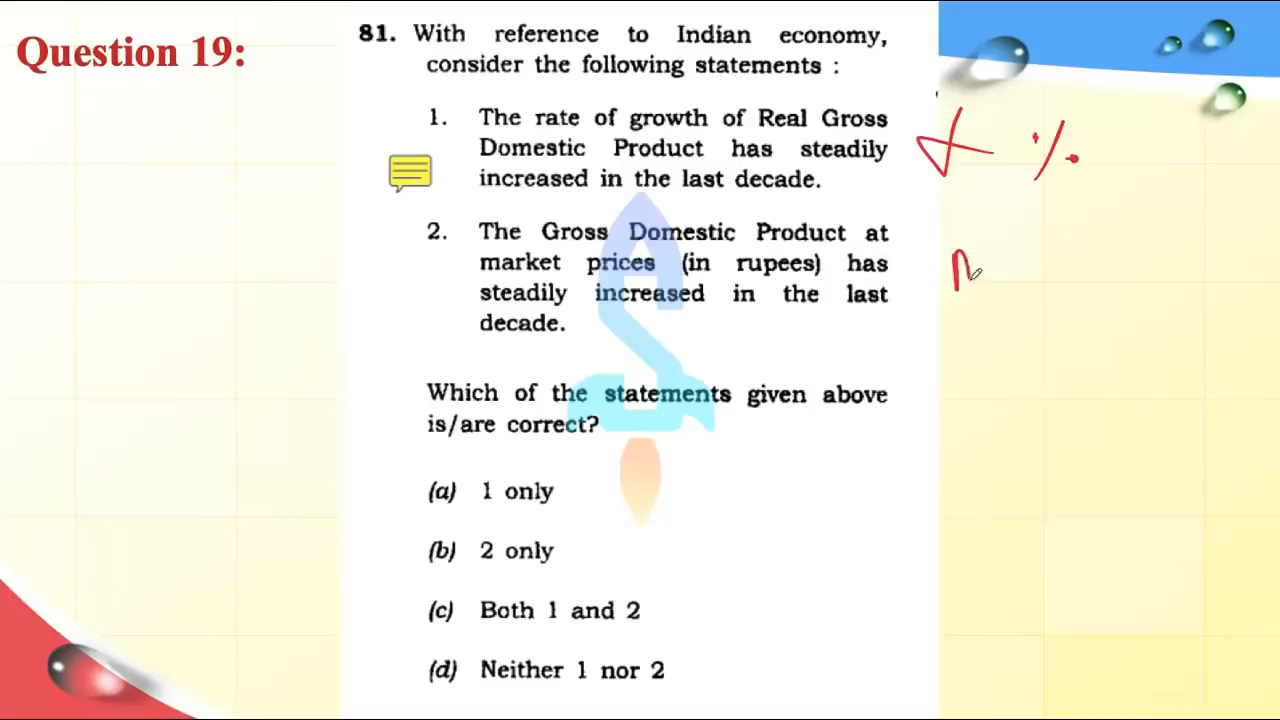 Question 19:
81. With reference to Indian economy,
consider the following statements :
1. The rate of growth of Real Gross
Domestic Product has steadily
increased in the last decade.
%
2. The Gross Domestic Product at
market prices (in rupees) has
steadily increased in the last
decade.
Which of the statements given above
is/are correct?
(a) 1 only
(b) 2 only
(c) Both 1 and 2
(d) Neither 1 nor 2